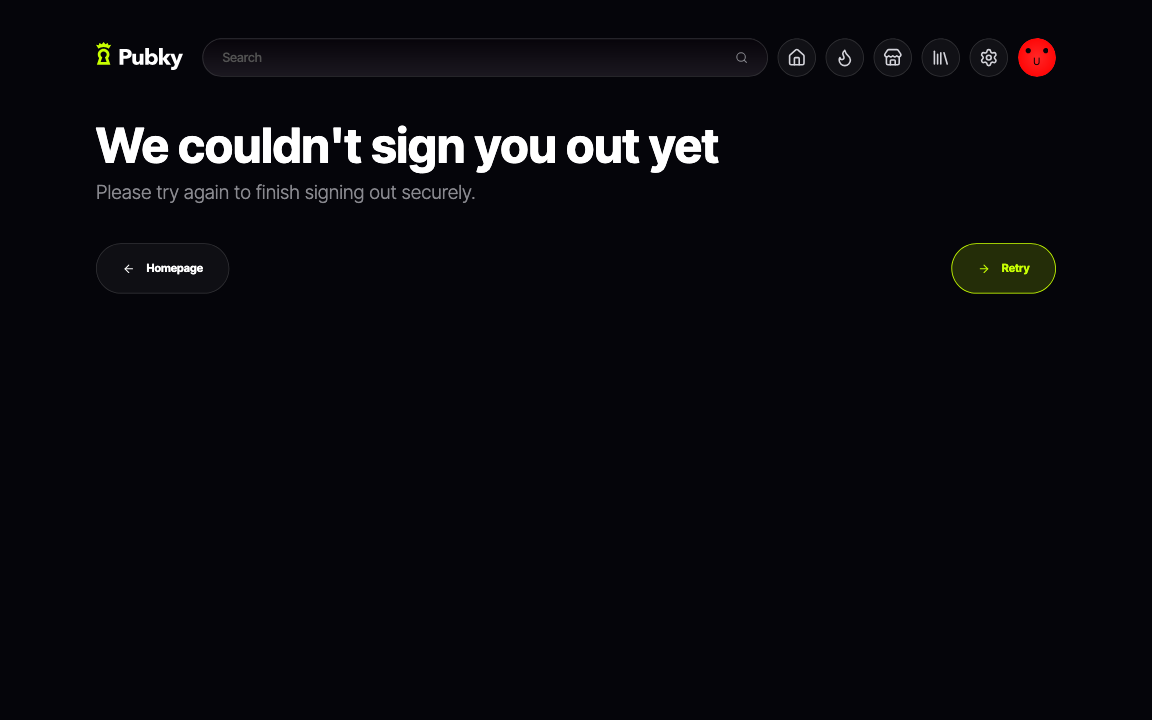 Pubky
Search
We couldn't sign you out yet
Please try again to finish signing out securely.
Homepage
Retry